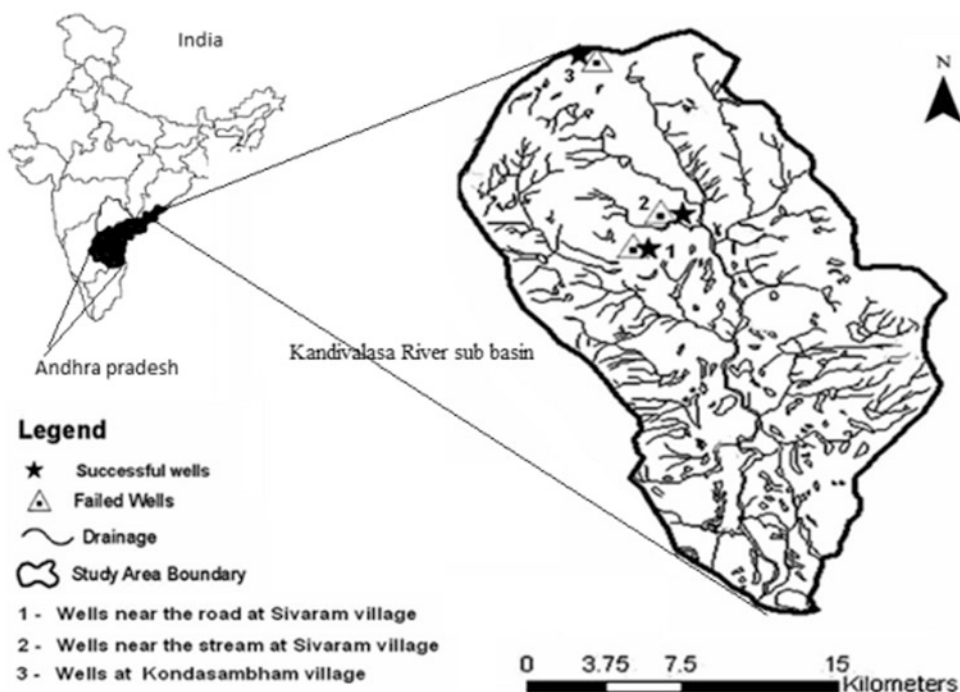 India
N
3
2
1
Kandivalasa River sub basin
Andhra pradesh
Legend
Successful wells
Failed Wells
Drainage
Study Area Boundary
1 - Wells near the road at Sivaram village
2 - Wells near the stream at Sivaram village
3 - Wells at Kondasambham village
0 3.75 7.5 15
Kilometers